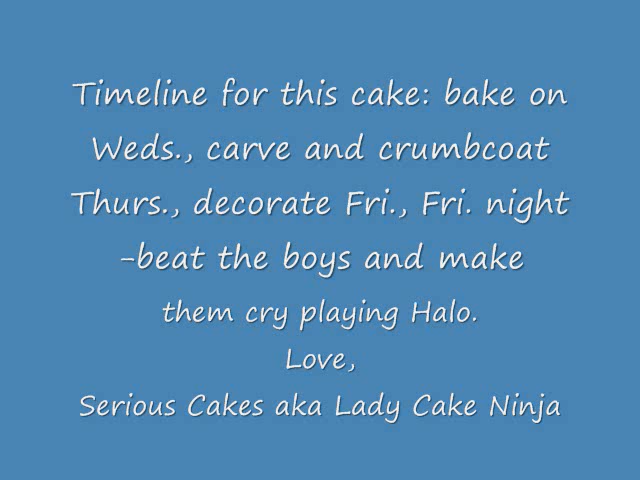 Timeline for this cake: bake on
Weds., carve and crumbcoat
Thurs., decorate Fri., Fri. night
-beat the boys and make
them cry playing Halo.
Love,
Serious Cakes aka Lady Cake Ninja